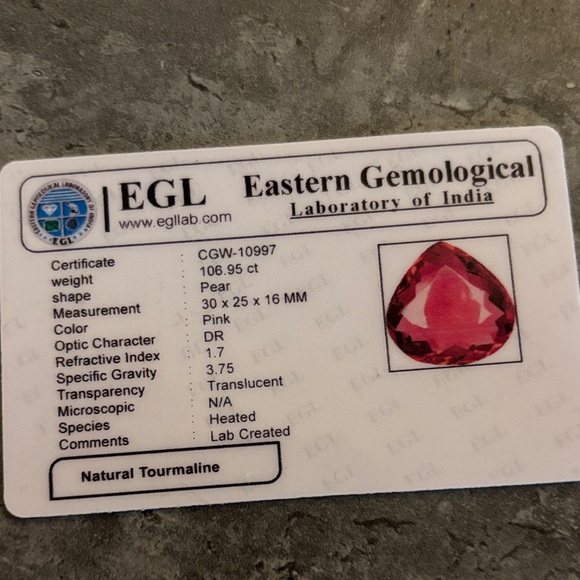 EGL
Eastern Gemological
www.egllab.com
Laboratory of India
EGL
Certificate : CGW-10997
weight : 106.95 ct
shape : Pear
Measurement : 30 x 25 x 16 MM
Color : Pink
Optic Character : DR
Refractive Index : 1.7
Specific Gravity : 3.75
Transparency : Translucent
Microscopic : N/A
Species : Heated
Comments : Lab Created
Natural Tourmaline